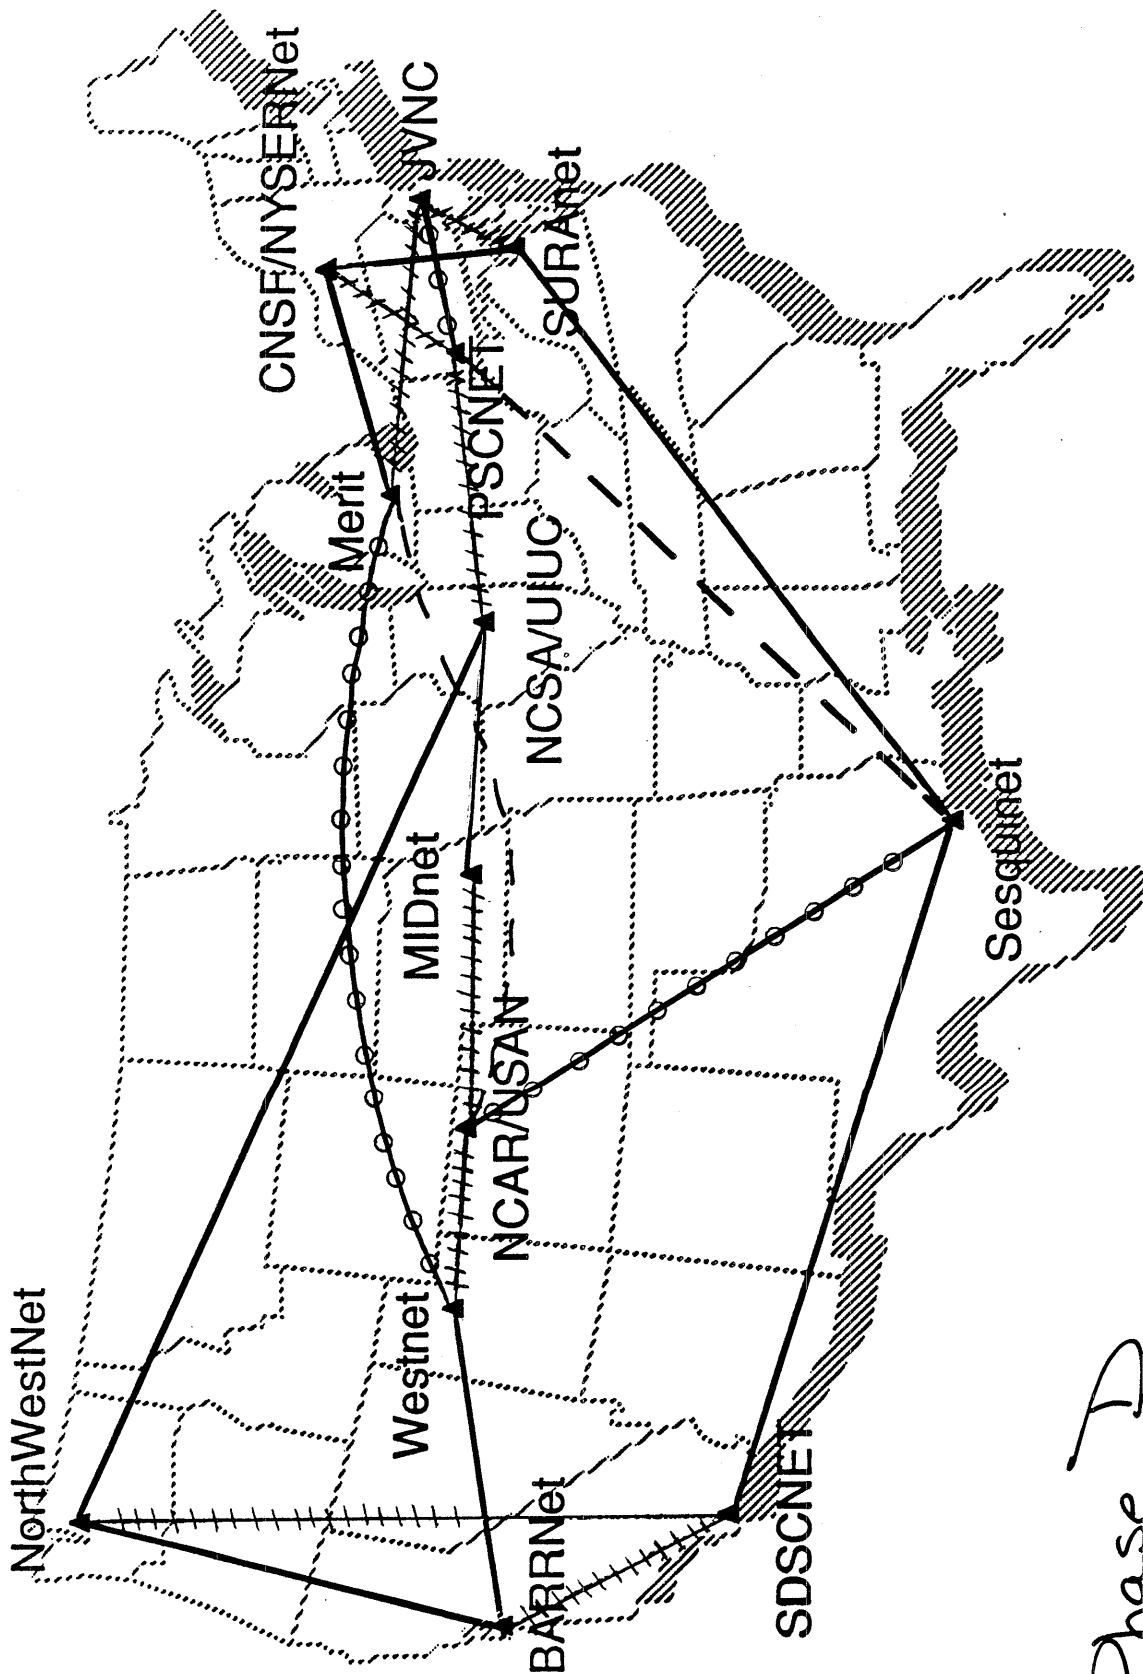 NorthWestNet
BARRNet
SDSCNET
Westnet
NCAR/USAN
MIDnet
Sesquinet
NCSA/UIUC
Merit
PSCNET
CNSF/NYSERNet
SURAnet
JVNC
Phase D